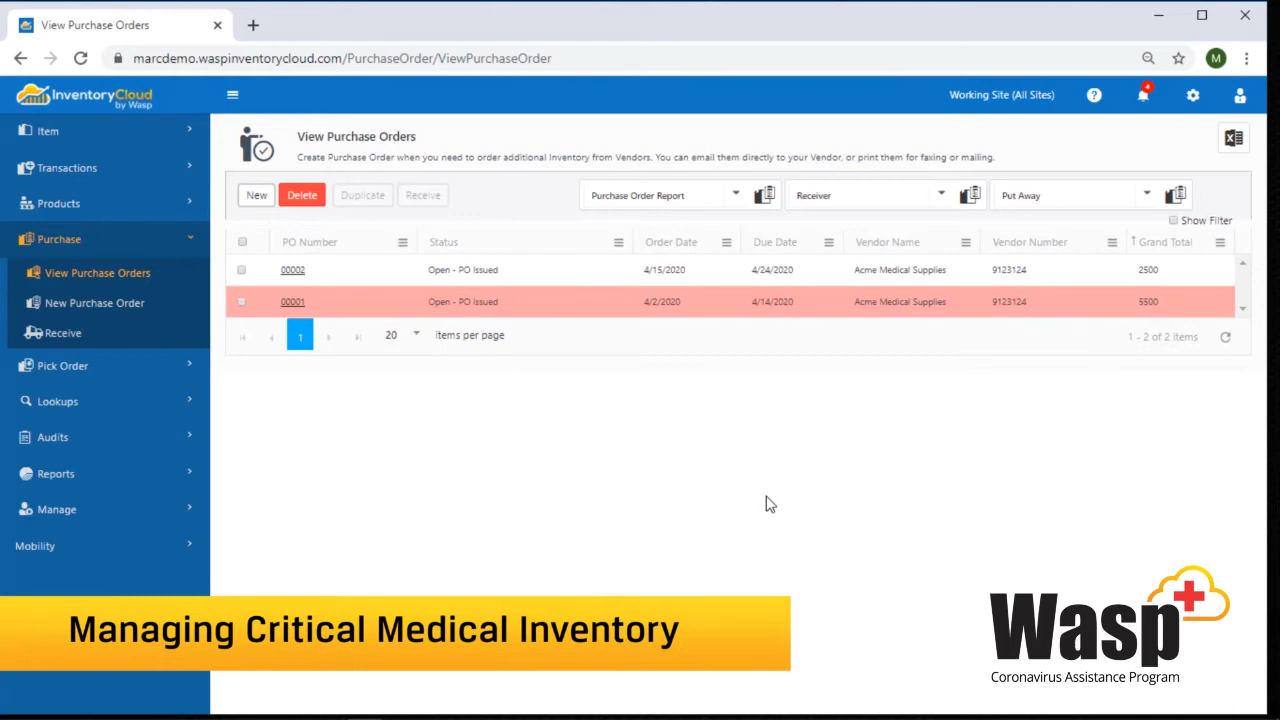 View Purchase Orders
marcdemo.waspinventorycloud.com/PurchaseOrder/ViewPurchaseOrder
M
InventoryCloud
by Wasp
Working Site (All Sites)
?
4
Item
Transactions
Products
Purchase
View Purchase Orders
New Purchase Order
Receive
Pick Order
Lookups
Audits
Reports
Manage
Mobility
View Purchase Orders
Create Purchase Order when you need to order additional Inventory from Vendors. You can email them directly to your Vendor, or print them for faxing or mailing.
New Delete Duplicate Receive Purchase Order Report Receiver Put Away
Show Filter
PO Number Status Order Date Due Date Vendor Name Vendor Number Grand Total
00002 Open - PO Issued 4/15/2020 4/24/2020 Acme Medical Supplies 9123124 2500
00001 Open - PO Issued 4/2/2020 4/14/2020 Acme Medical Supplies 9123124 5500
1 20 items per page 1 - 2 of 2 items
Managing Critical Medical Inventory
Wasp
Coronavirus Assistance Program